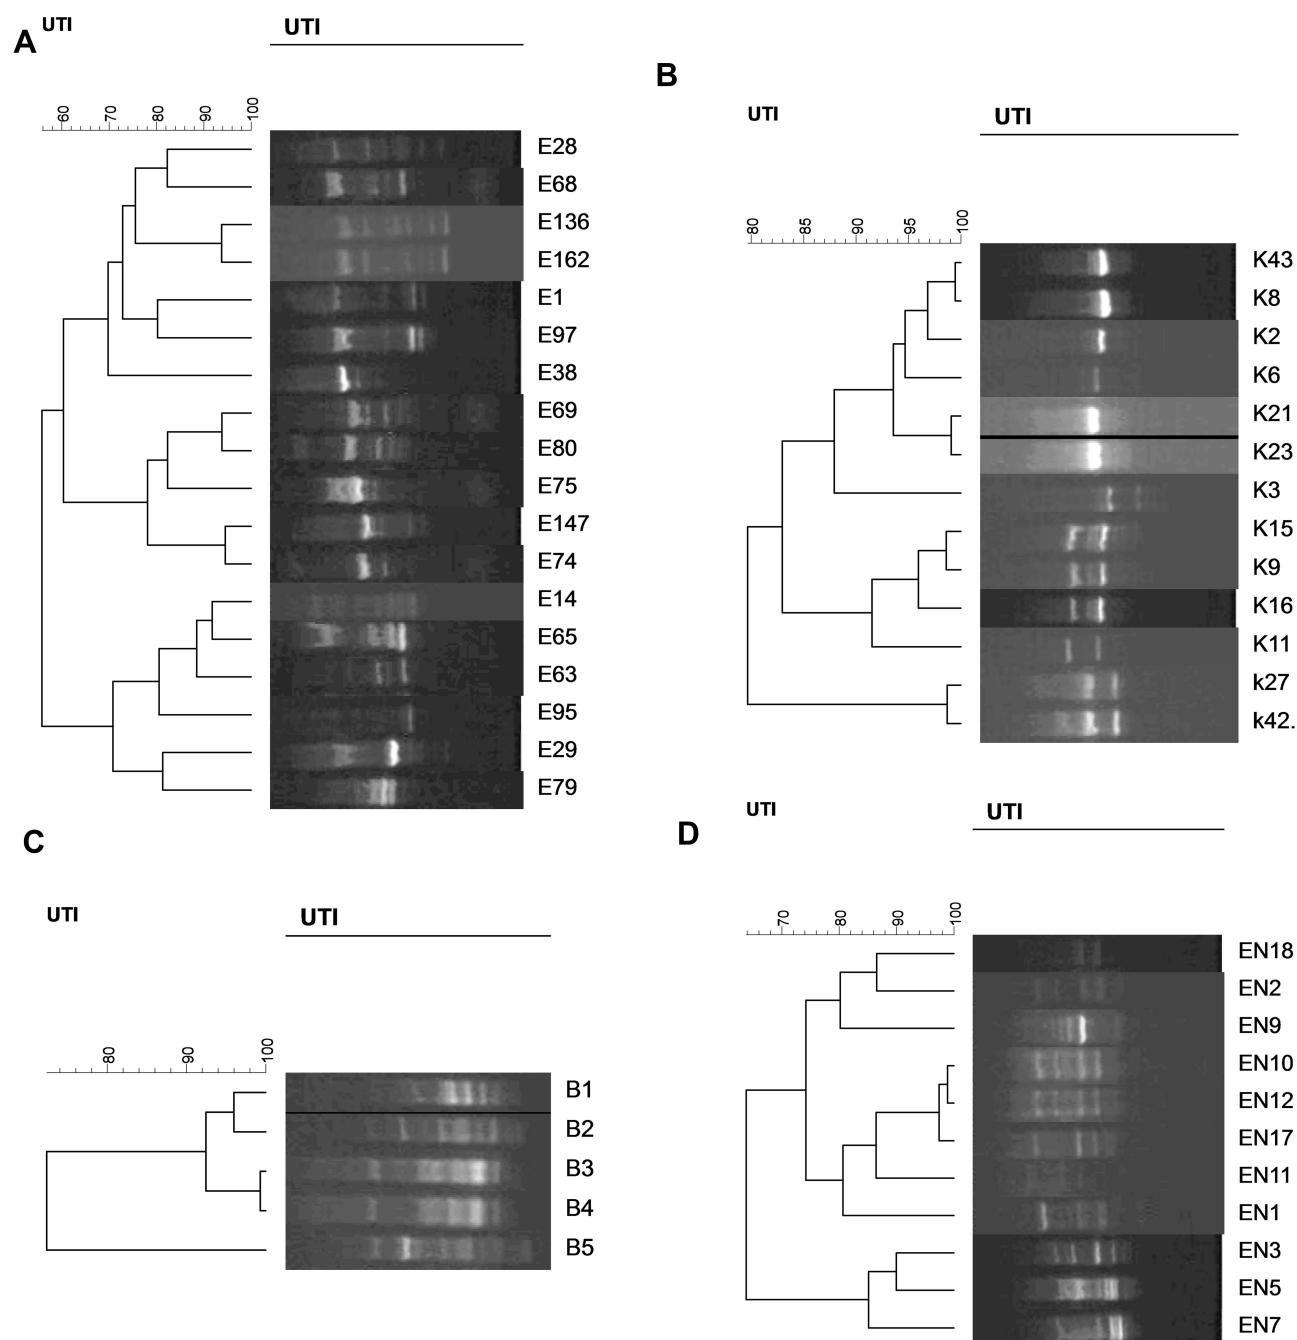 A
UTI
UTI
60 70 80 90 100
E28
E68
E136
E162
E1
E97
E38
E69
E80
E75
E147
E74
E14
E65
E63
E95
E29
E79
B
UTI
UTI
80 85 90 95 100
K43
K8
K2
K6
K21
K23
K3
K15
K9
K16
K11
k27
k42.
C
UTI
UTI
80 90 100
B1
B2
B3
B4
B5
D
UTI
UTI
70 80 90 100
EN18
EN2
EN9
EN10
EN12
EN17
EN11
EN1
EN3
EN5
EN7